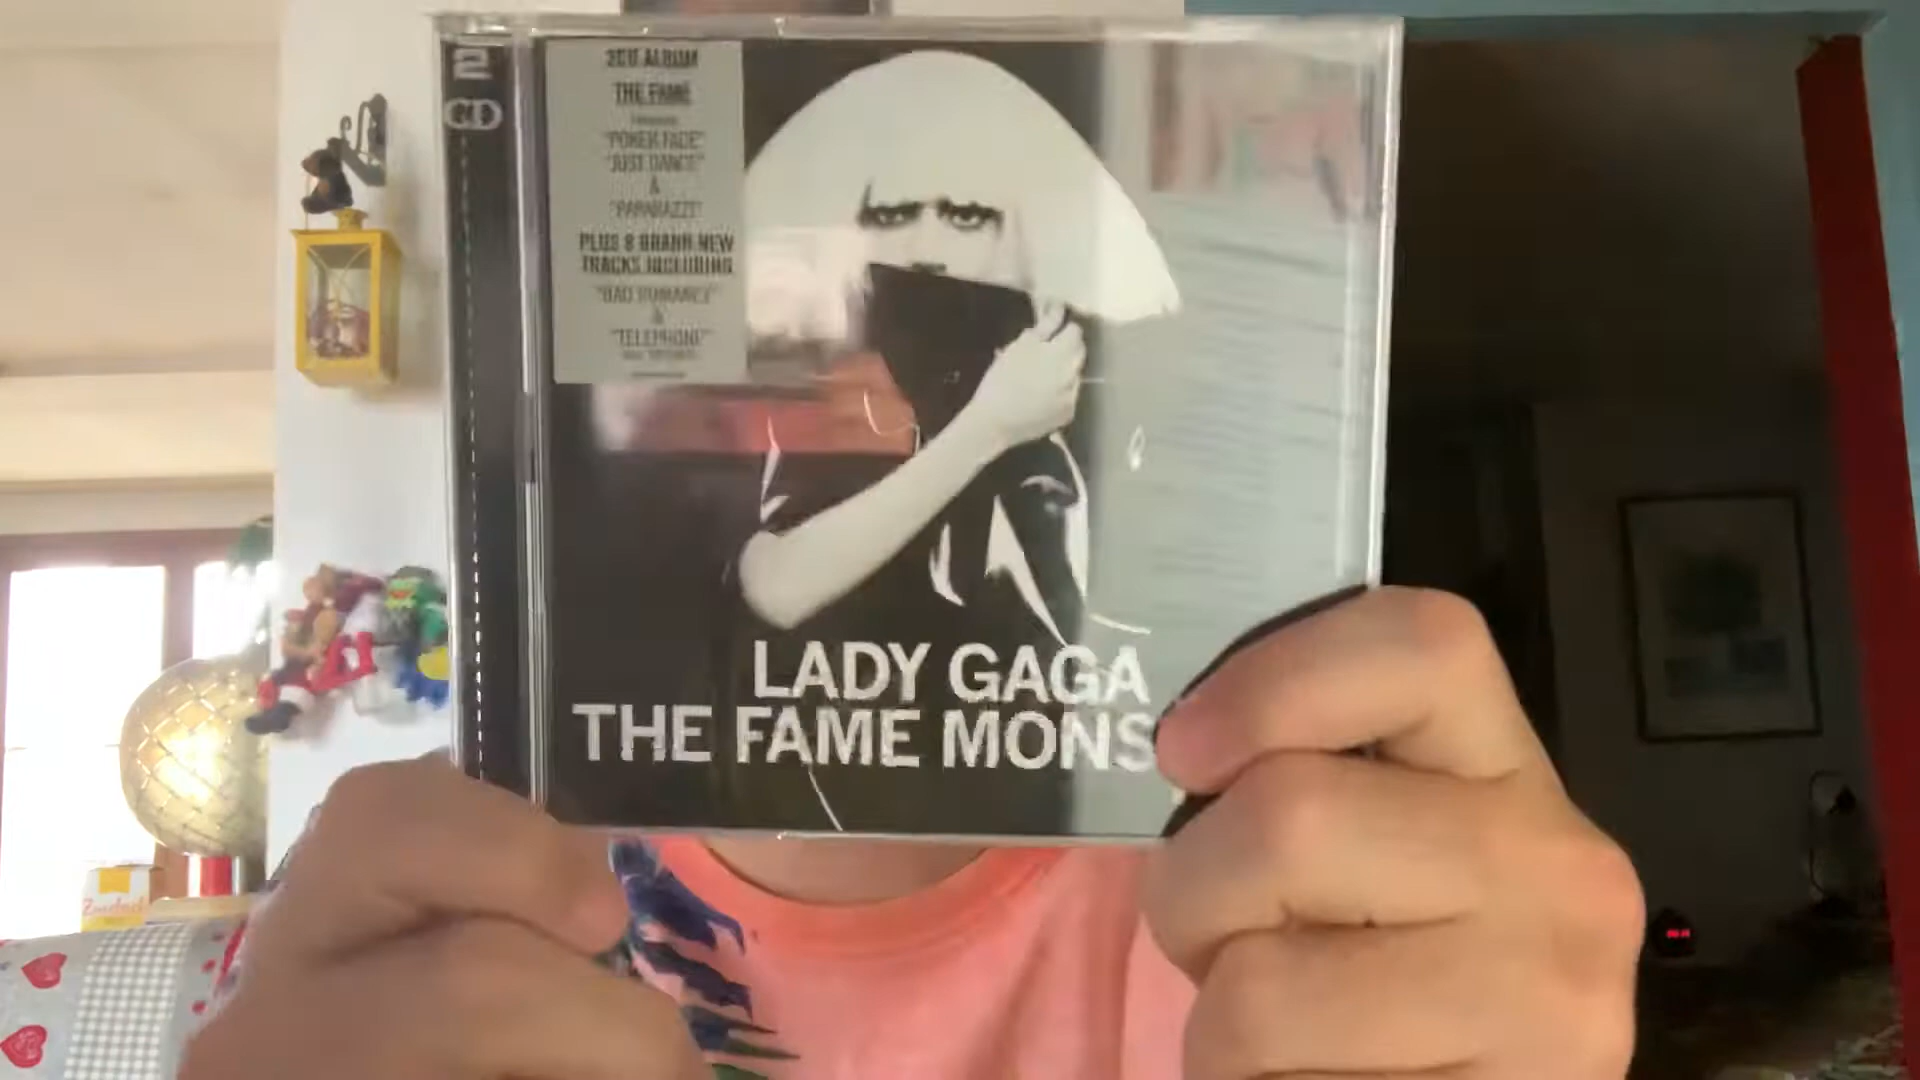 2
CD
2CD ALBUM
THE FAME
"POKER FACE"
"JUST DANCE"
&
"PAPARAZZI"
PLUS 8 BRAND NEW
TRACKS INCLUDING
"BAD ROMANCE"
&
"TELEPHONE"
LADY GAGA
THE FAME MONS